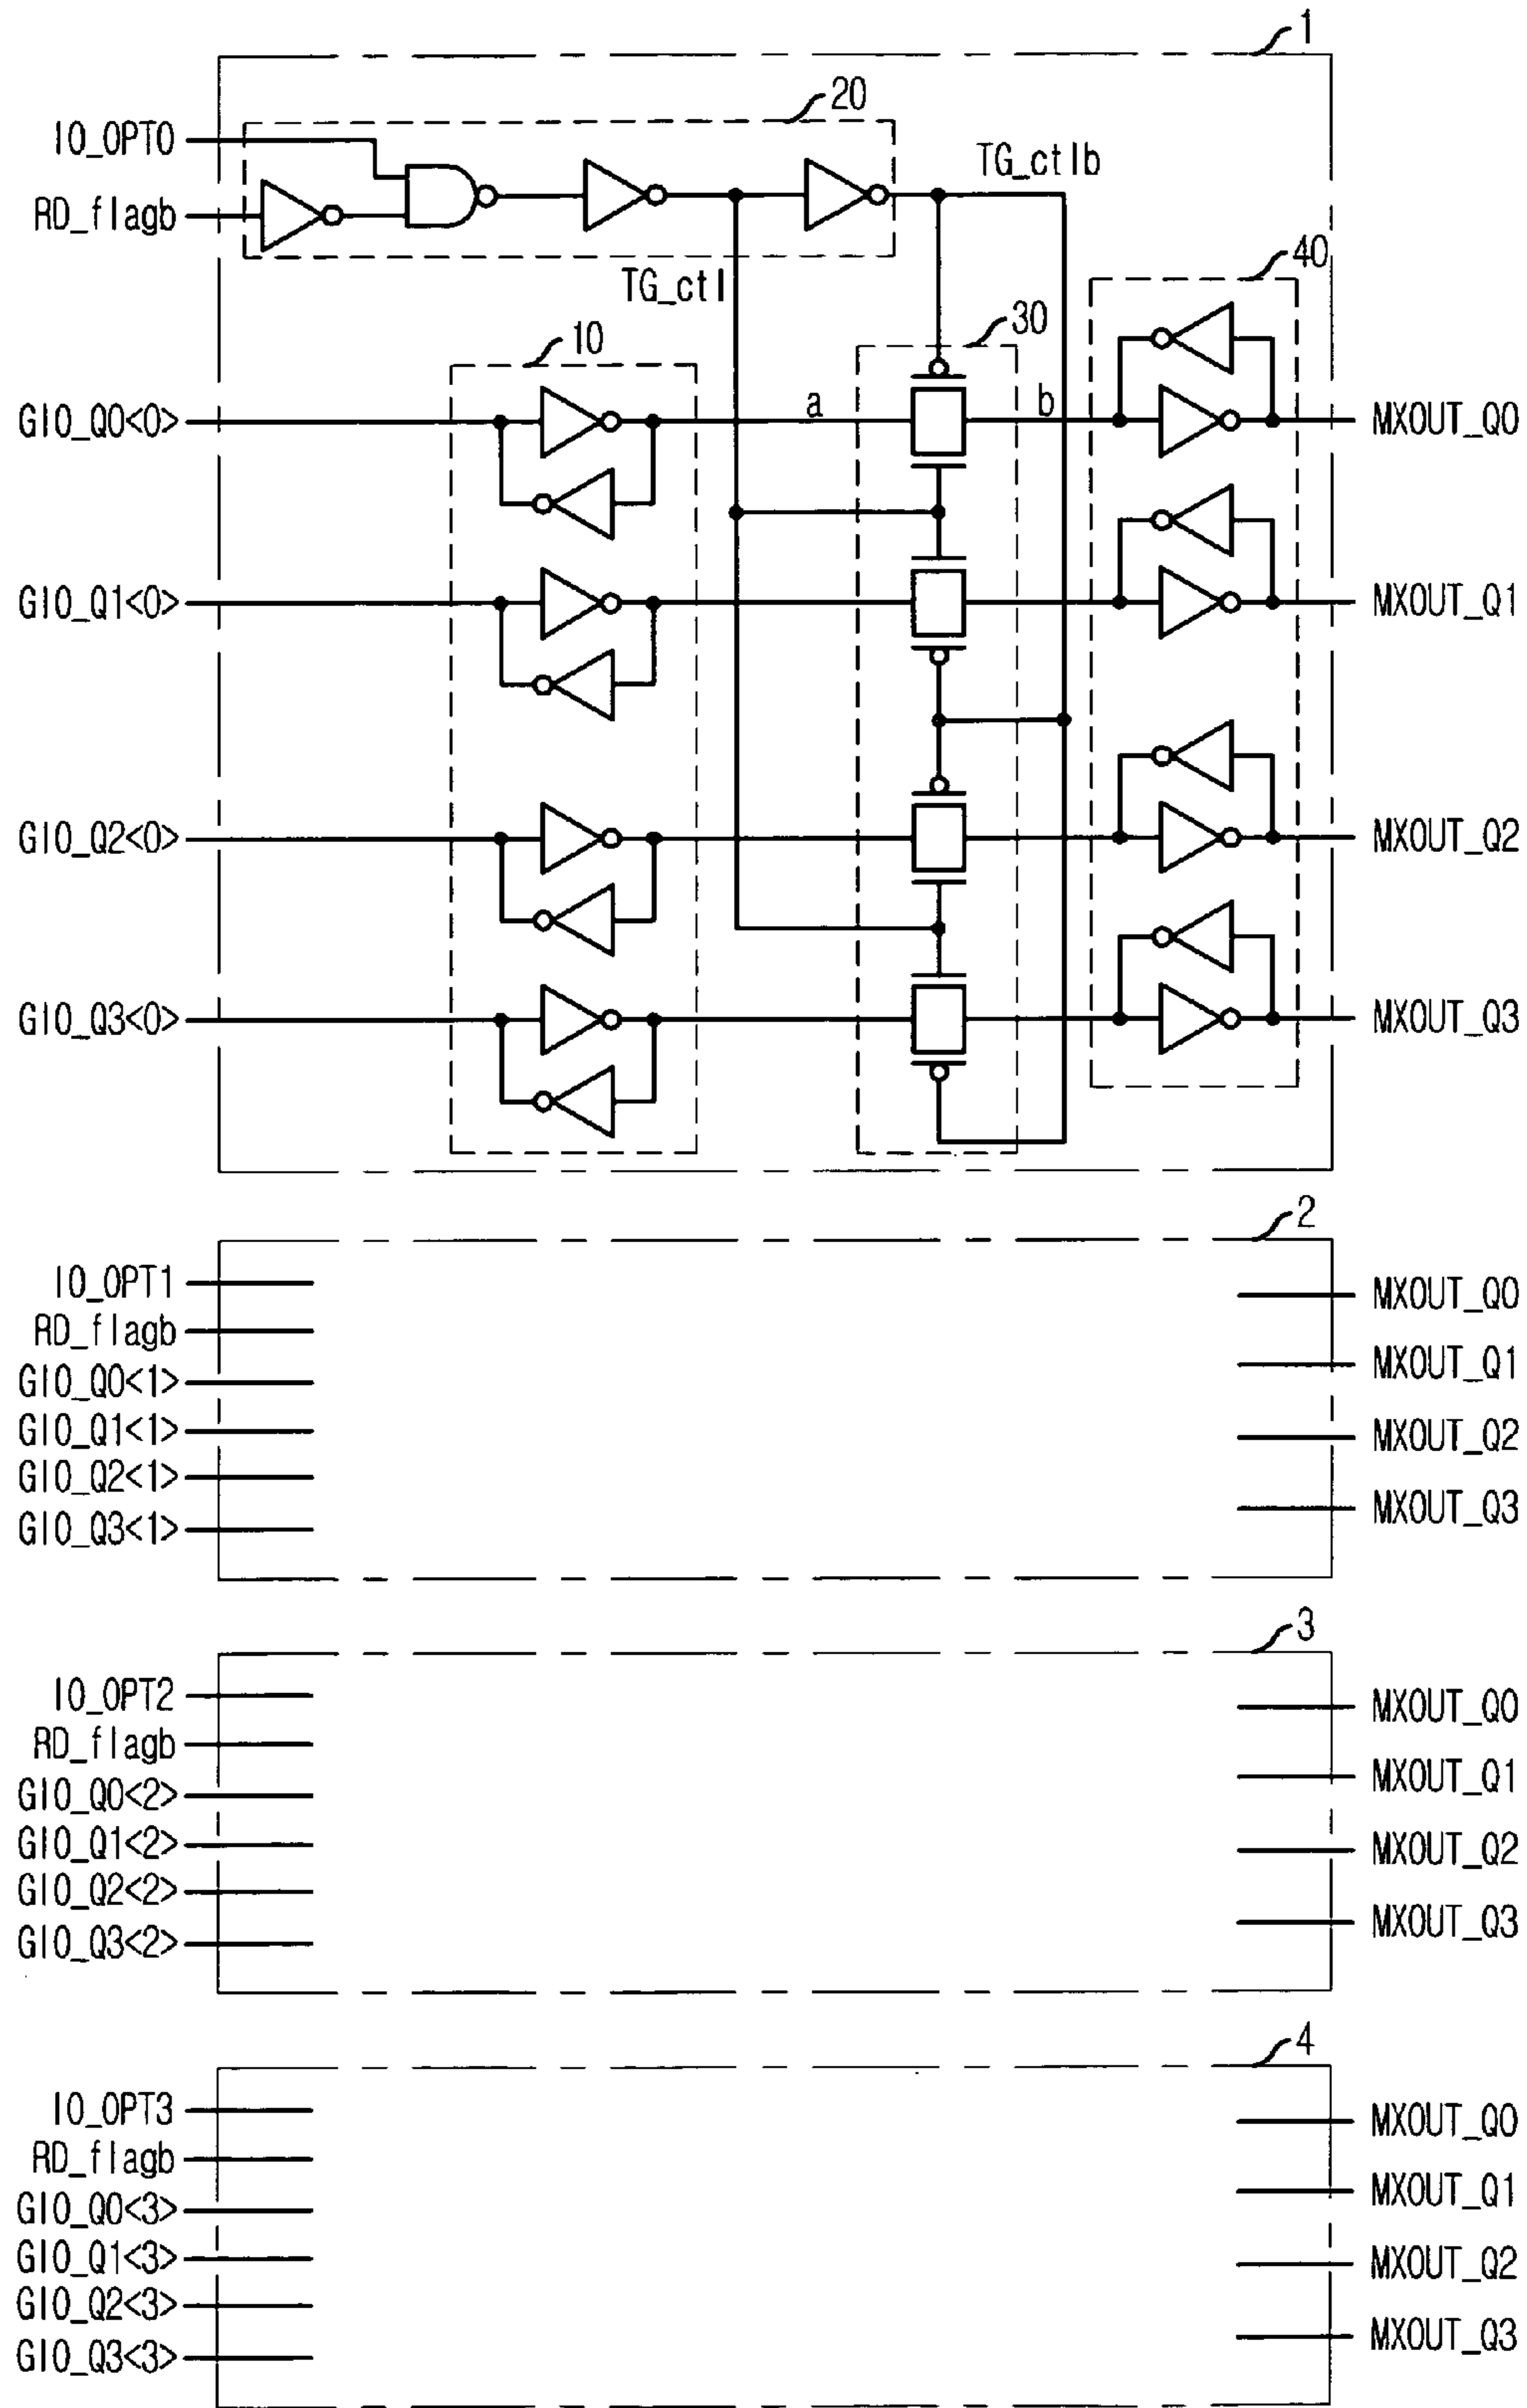 1
20
IO_OPT0
TG_ctlb
RD_flagb
40
TG_ctl
30
10
GIO_Q0<0>
a
b
MXOUT_Q0
GIO_Q1<0>
MXOUT_Q1
GIO_Q2<0>
MXOUT_Q2
GIO_Q3<0>
MXOUT_Q3
2
IO_OPT1
RD_flagb
GIO_Q0<1>
GIO_Q1<1>
GIO_Q2<1>
GIO_Q3<1>
MXOUT_Q0
MXOUT_Q1
MXOUT_Q2
MXOUT_Q3
3
IO_OPT2
RD_flagb
GIO_Q0<2>
GIO_Q1<2>
GIO_Q2<2>
GIO_Q3<2>
MXOUT_Q0
MXOUT_Q1
MXOUT_Q2
MXOUT_Q3
4
IO_OPT3
RD_flagb
GIO_Q0<3>
GIO_Q1<3>
GIO_Q2<3>
GIO_Q3<3>
MXOUT_Q0
MXOUT_Q1
MXOUT_Q2
MXOUT_Q3